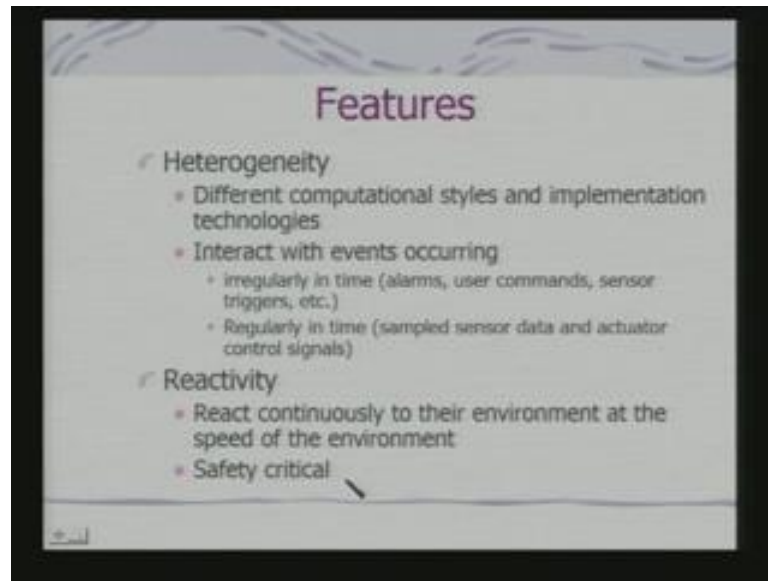 Features
Heterogeneity
Different computational styles and implementation
technologies
Interact with events occurring
irregularly in time (alarms, user commands, sensor
triggers, etc.)
Regularly in time (sampled sensor data and actuator
control signals)
Reactivity
React continuously to their environment at the
speed of the environment
Safety critical